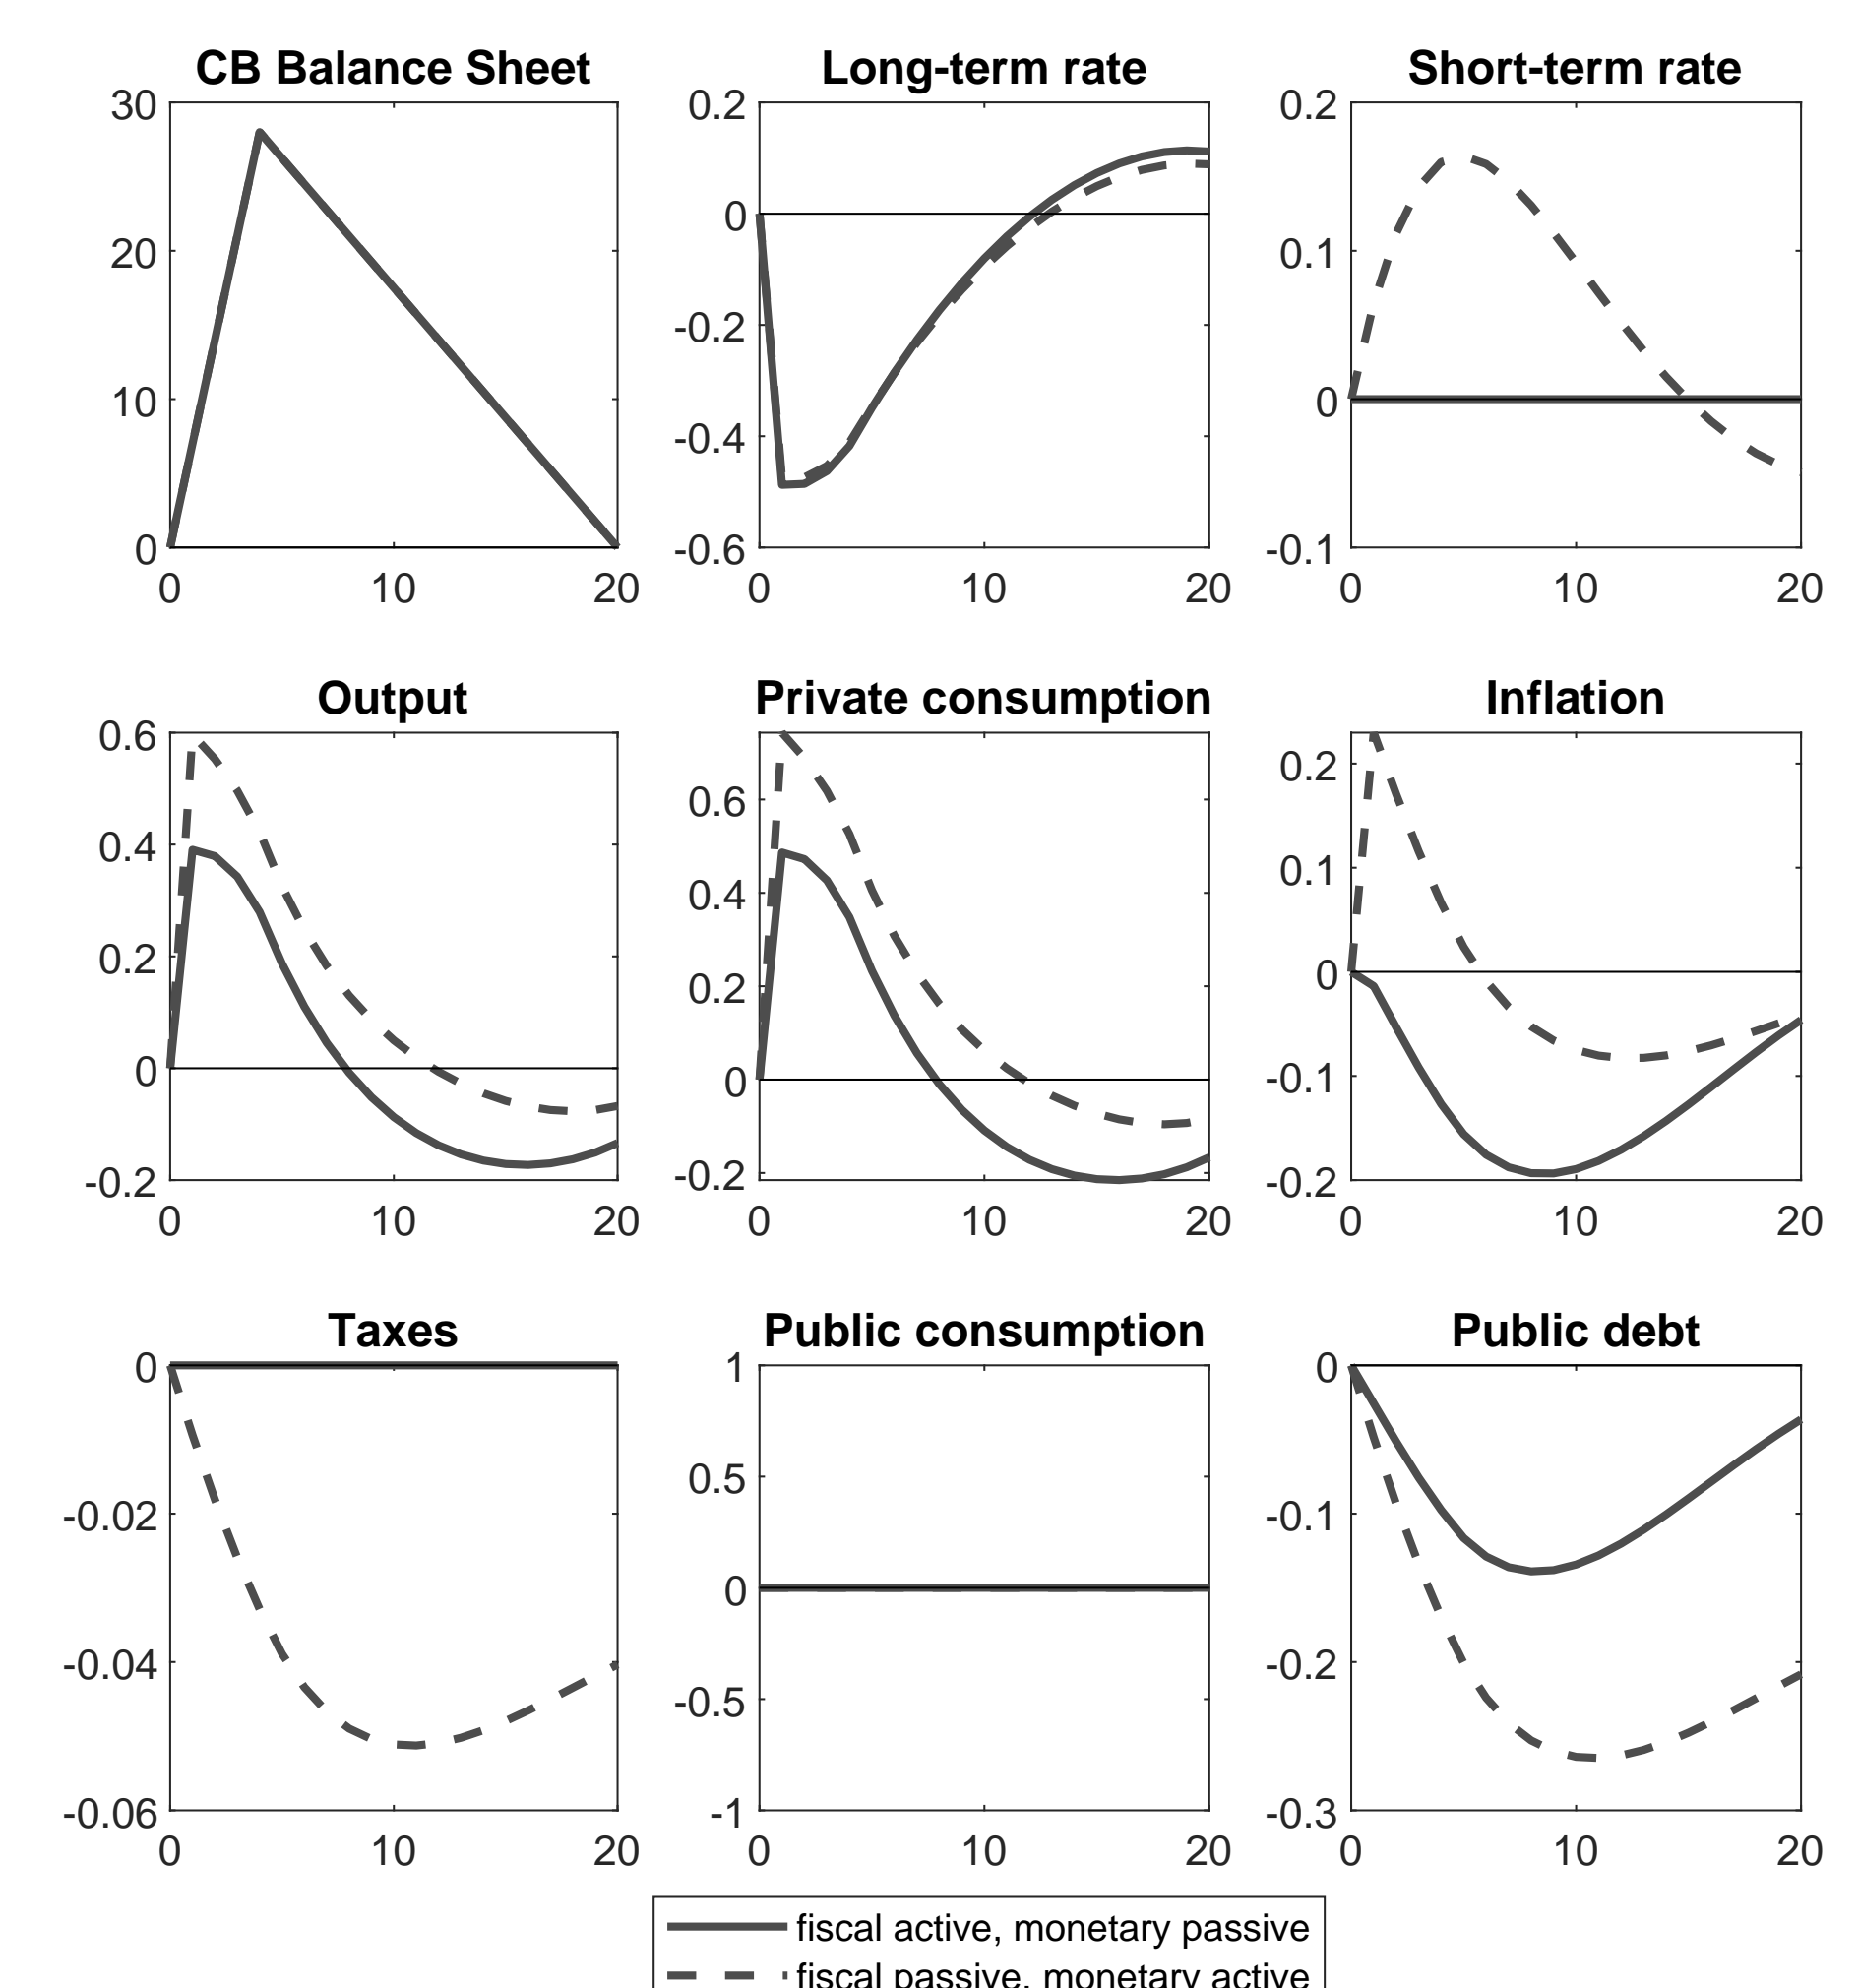 CB Balance Sheet
30
20
10
0
0 10 20
Long-term rate
0.2
0
-0.2
-0.4
-0.6
0 10 20
Short-term rate
0.2
0.1
0
-0.1
0 10 20
Output
0.6
0.4
0.2
0
-0.2
0 10 20
Private consumption
0.6
0.4
0.2
0
-0.2
0 10 20
Inflation
0.2
0.1
0
-0.1
-0.2
0 10 20
Taxes
0
-0.02
-0.04
-0.06
0 10 20
Public consumption
1
0.5
0
-0.5
-1
0 10 20
Public debt
0
-0.1
-0.2
-0.3
0 10 20
fiscal active, monetary passive
fiscal passive, monetary active